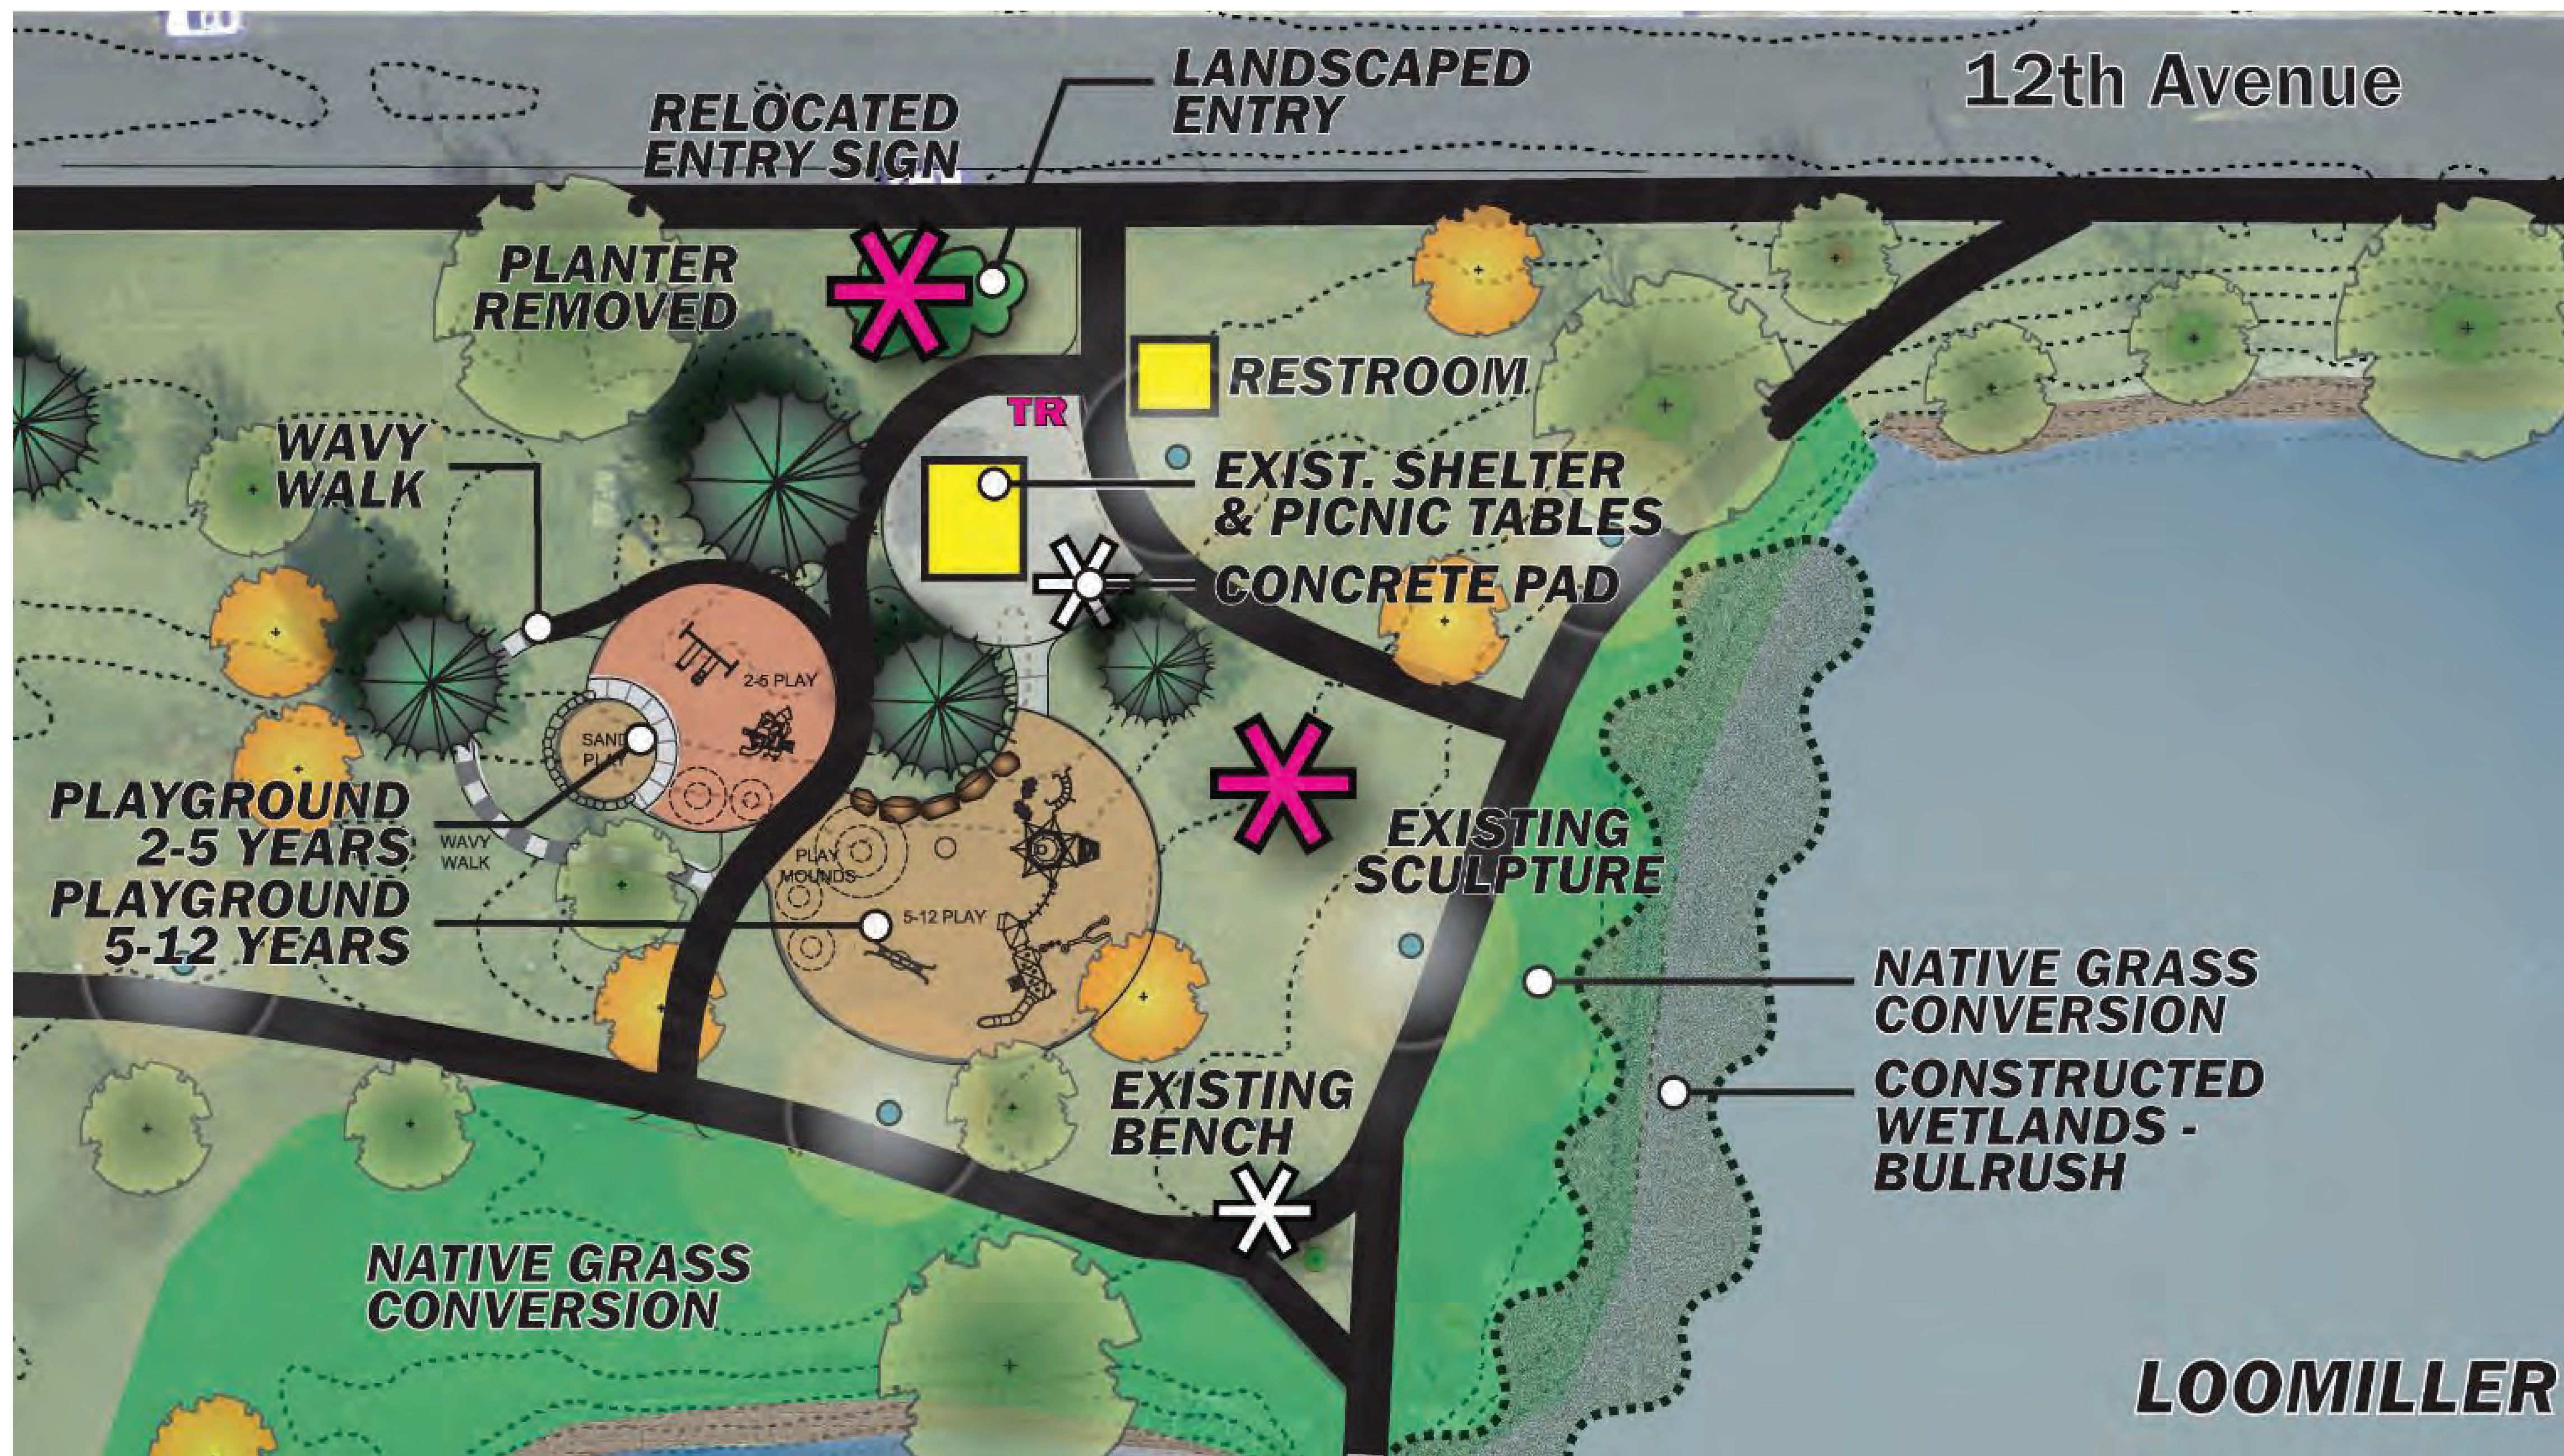 12th Avenue
LANDSCAPED
ENTRY
RELOCATED
ENTRY SIGN
PLANTER
REMOVED
RESTROOM
TR
WAVY
WALK
EXIST. SHELTER
& PICNIC TABLES
CONCRETE PAD
2-5 PLAY
SAND
PLAY
PLAYGROUND
2-5 YEARS
WAVY
WALK
PLAY
MOUNDS
PLAYGROUND
5-12 YEARS
5-12 PLAY
EXISTING
SCULPTURE
NATIVE GRASS
CONVERSION
CONSTRUCTED
WETLANDS -
BULRUSH
EXISTING
BENCH
NATIVE GRASS
CONVERSION
LOOMILLER